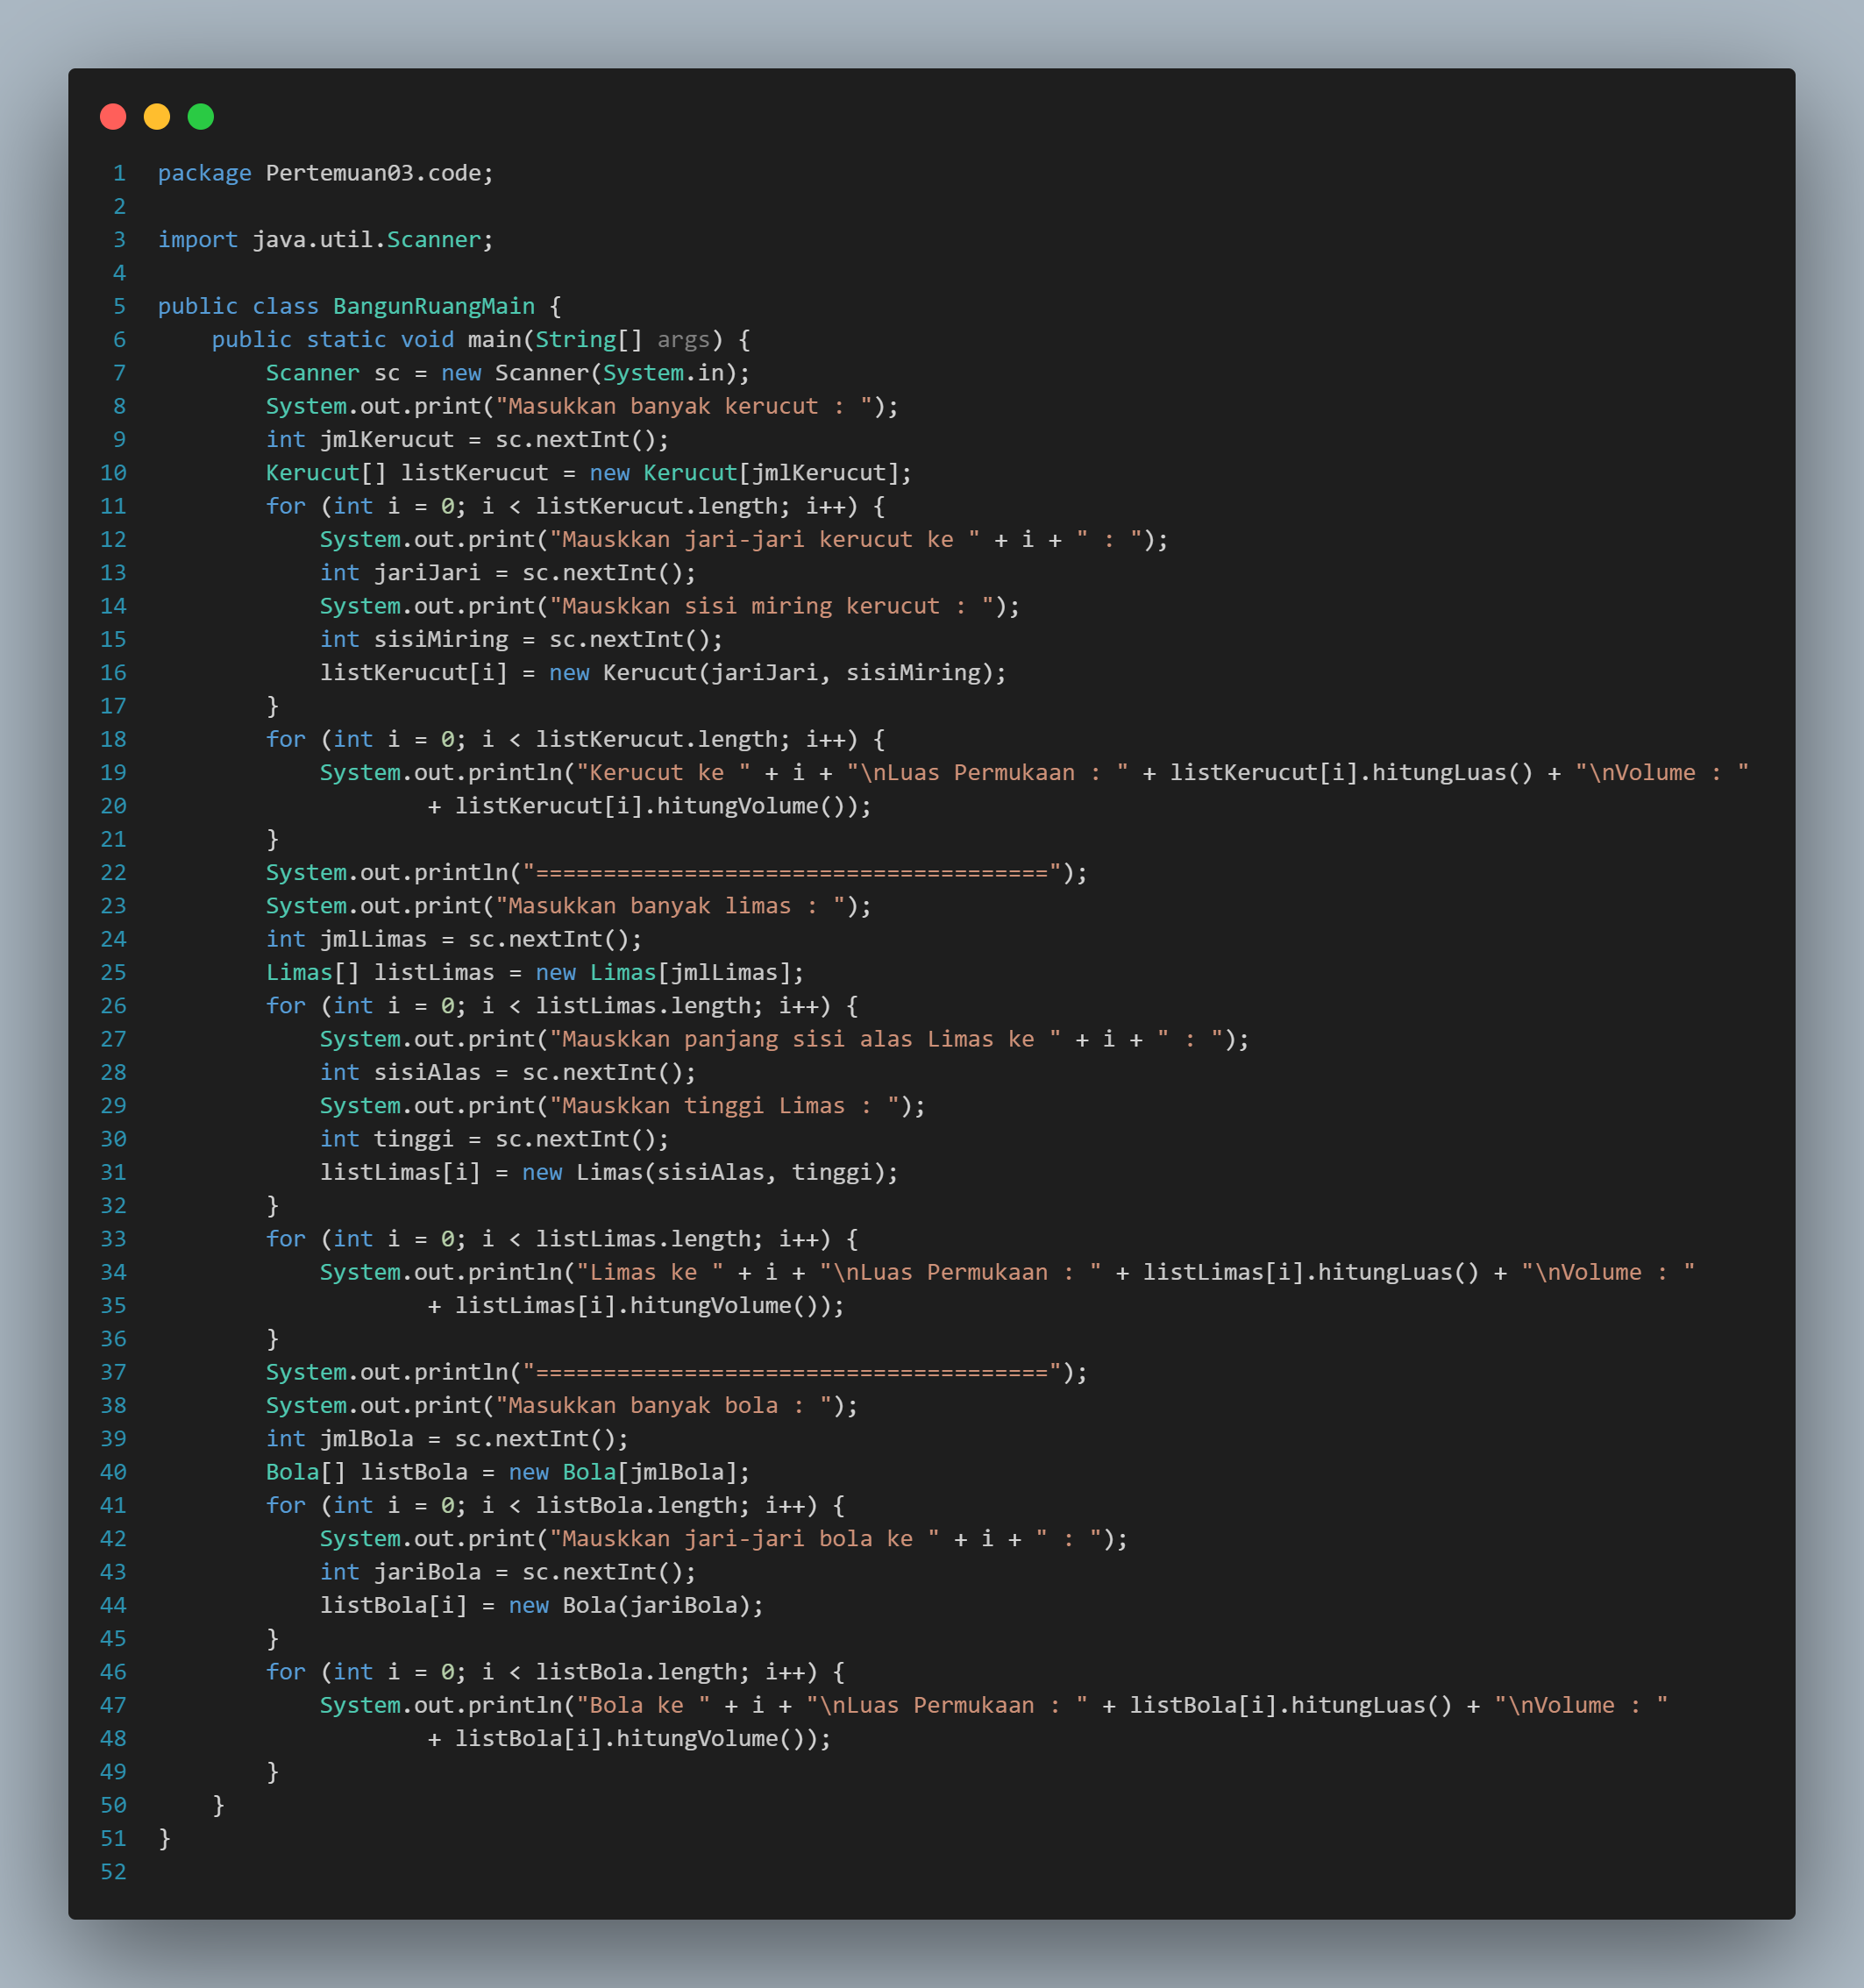 1 package Pertemuan03.code;
2
3 import java.util.Scanner;
4
5 public class BangunRuangMain {
6     public static void main(String[] args) {
7         Scanner sc = new Scanner(System.in);
8         System.out.print("Masukkan banyak kerucut : ");
9         int jmlKerucut = sc.nextInt();
10         Kerucut[] listKerucut = new Kerucut[jmlKerucut];
11         for (int i = 0; i < listKerucut.length; i++) {
12             System.out.print("Mauskkan jari-jari kerucut ke " + i + " : ");
13             int jariJari = sc.nextInt();
14             System.out.print("Mauskkan sisi miring kerucut : ");
15             int sisiMiring = sc.nextInt();
16             listKerucut[i] = new Kerucut(jariJari, sisiMiring);
17         }
18         for (int i = 0; i < listKerucut.length; i++) {
19             System.out.println("Kerucut ke " + i + "\nLuas Permukaan : " + listKerucut[i].hitungLuas() + "\nVolume : "
20                     + listKerucut[i].hitungVolume());
21         }
22         System.out.println("======================================");
23         System.out.print("Masukkan banyak limas : ");
24         int jmlLimas = sc.nextInt();
25         Limas[] listLimas = new Limas[jmlLimas];
26         for (int i = 0; i < listLimas.length; i++) {
27             System.out.print("Mauskkan panjang sisi alas Limas ke " + i + " : ");
28             int sisiAlas = sc.nextInt();
29             System.out.print("Mauskkan tinggi Limas : ");
30             int tinggi = sc.nextInt();
31             listLimas[i] = new Limas(sisiAlas, tinggi);
32         }
33         for (int i = 0; i < listLimas.length; i++) {
34             System.out.println("Limas ke " + i + "\nLuas Permukaan : " + listLimas[i].hitungLuas() + "\nVolume : "
35                     + listLimas[i].hitungVolume());
36         }
37         System.out.println("======================================");
38         System.out.print("Masukkan banyak bola : ");
39         int jmlBola = sc.nextInt();
40         Bola[] listBola = new Bola[jmlBola];
41         for (int i = 0; i < listBola.length; i++) {
42             System.out.print("Mauskkan jari-jari bola ke " + i + " : ");
43             int jariBola = sc.nextInt();
44             listBola[i] = new Bola(jariBola);
45         }
46         for (int i = 0; i < listBola.length; i++) {
47             System.out.println("Bola ke " + i + "\nLuas Permukaan : " + listBola[i].hitungLuas() + "\nVolume : "
48                     + listBola[i].hitungVolume());
49         }
50     }
51 }
52